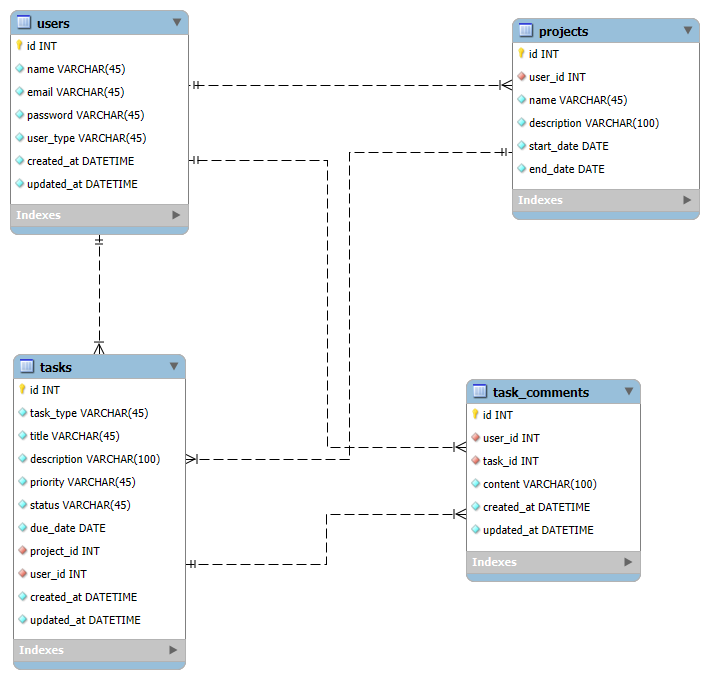 users
id INT
name VARCHAR(45)
email VARCHAR(45)
password VARCHAR(45)
user_type VARCHAR(45)
created_at DATETIME
updated_at DATETIME
Indexes
projects
id INT
user_id INT
name VARCHAR(45)
description VARCHAR(100)
start_date DATE
end_date DATE
Indexes
tasks
id INT
task_type VARCHAR(45)
title VARCHAR(45)
description VARCHAR(100)
priority VARCHAR(45)
status VARCHAR(45)
due_date DATE
project_id INT
user_id INT
created_at DATETIME
updated_at DATETIME
Indexes
task_comments
id INT
user_id INT
task_id INT
content VARCHAR(100)
created_at DATETIME
updated_at DATETIME
Indexes